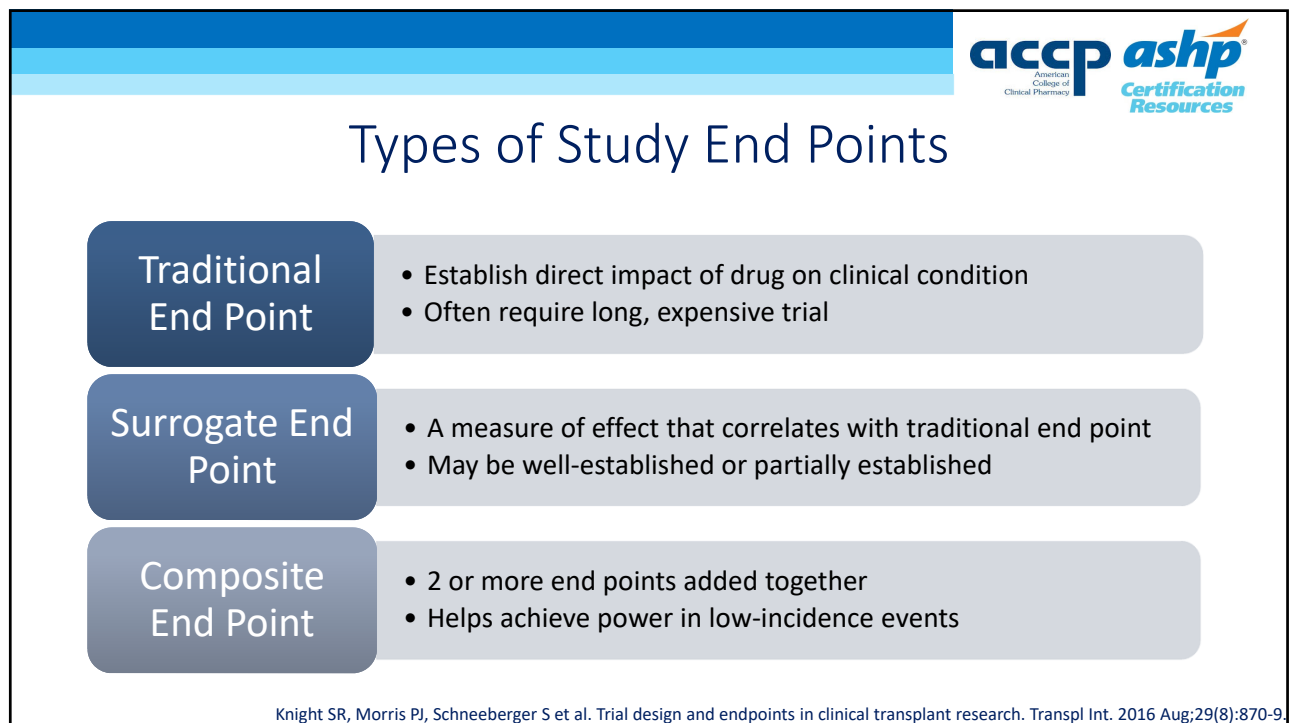 accp
American
College of
Clinical Pharmacy
ashp®
Certification
Resources
Types of Study End Points
Traditional
End Point
• Establish direct impact of drug on clinical condition
• Often require long, expensive trial
Surrogate End
Point
• A measure of effect that correlates with traditional end point
• May be well-established or partially established
Composite
End Point
• 2 or more end points added together
• Helps achieve power in low-incidence events
Knight SR, Morris PJ, Schneeberger S et al. Trial design and endpoints in clinical transplant research. Transpl Int. 2016 Aug;29(8):870-9.